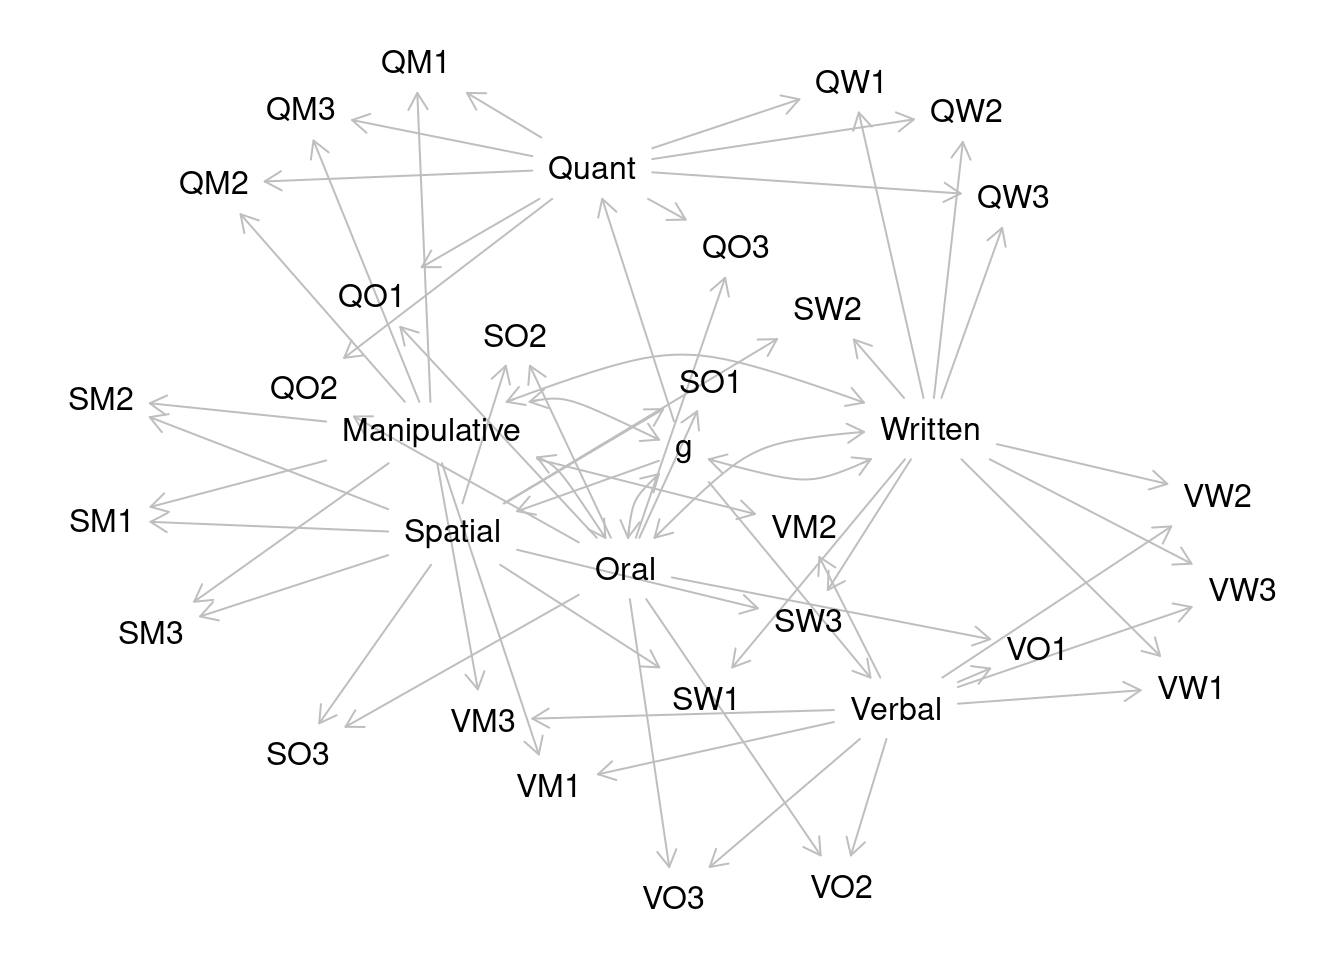 QM1
QW1
QM3
QW2
Quant
QM2
QW3
QO3
QO1
SW2
SO2
SO1
QO2
SM2
Manipulative
Written
g
VW2
SM1
Spatial
VM2
Oral
VW3
SW3
SM3
VO1
VW1
SW1
Verbal
VM3
SO3
VM1
VO2
VO3